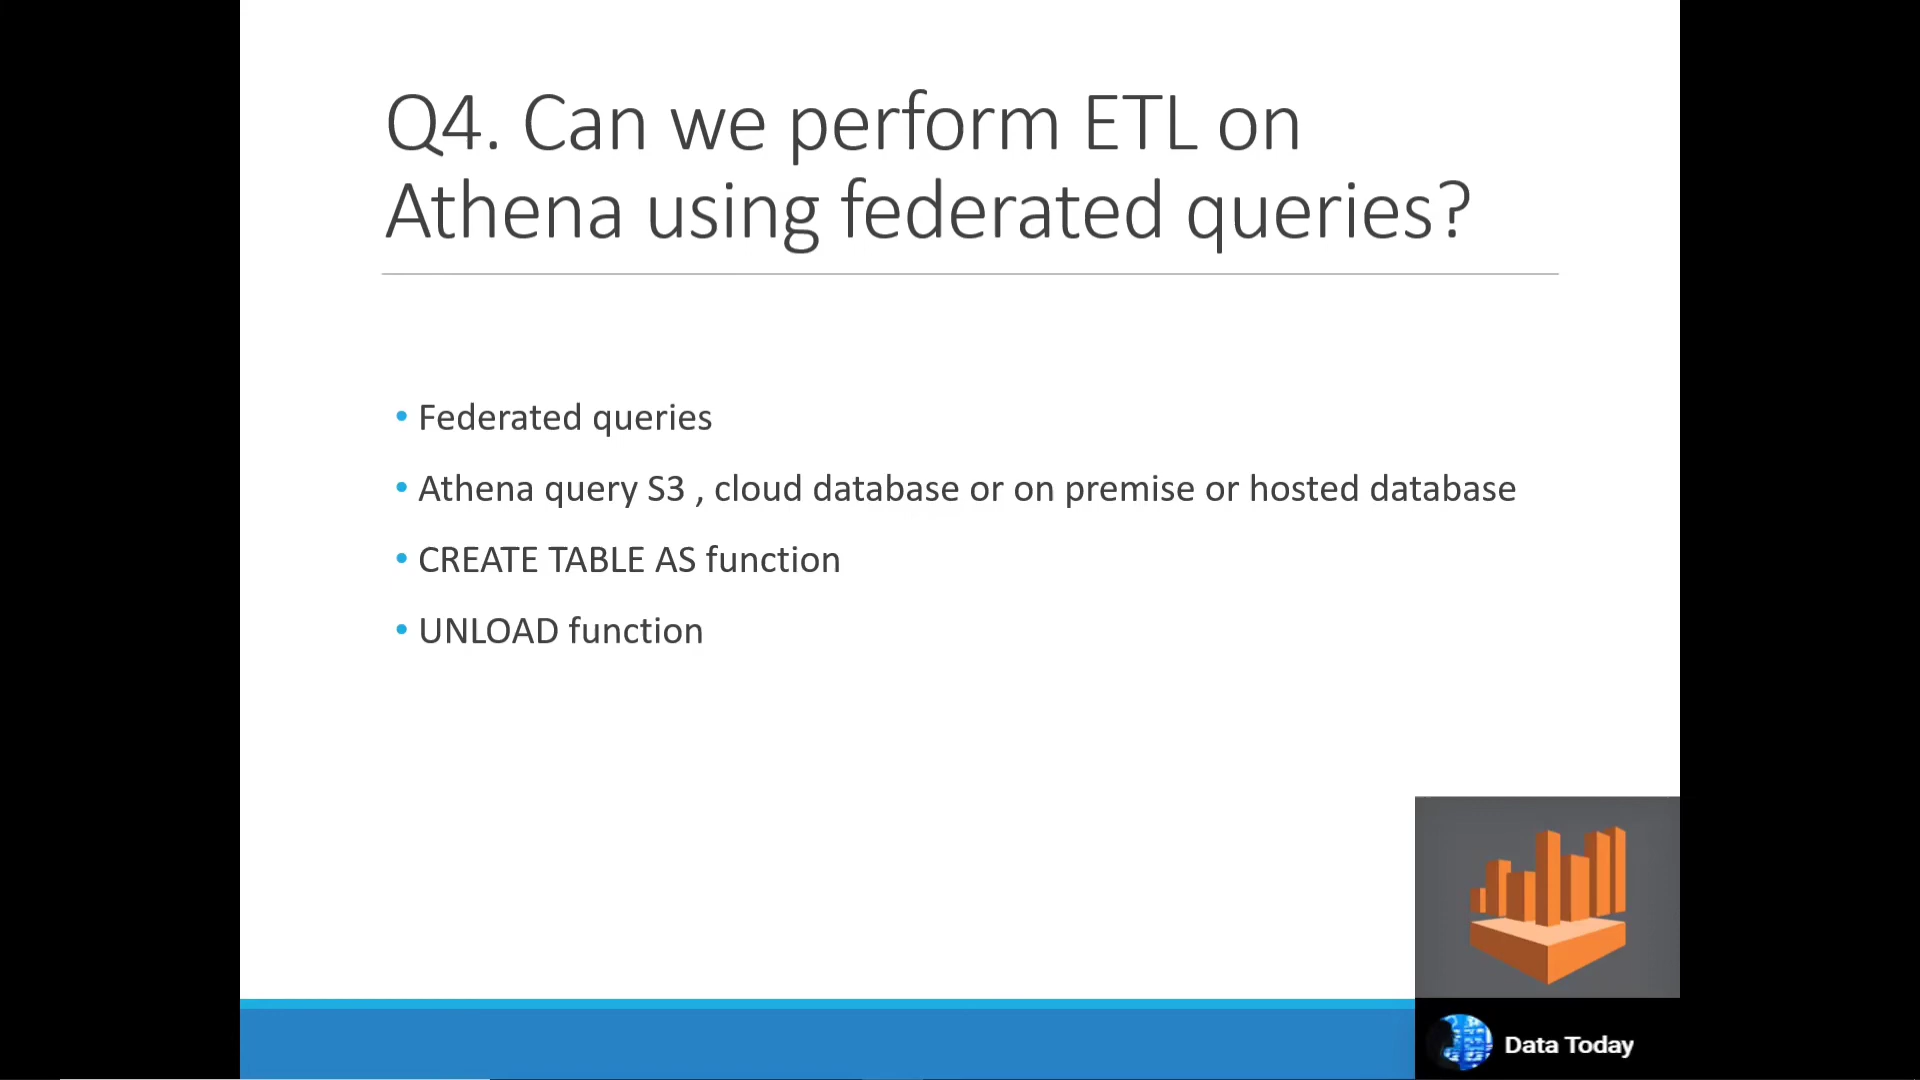 Q4. Can we perform ETL on
Athena using federated queries?
• Federated queries
• Athena query S3 , cloud database or on premise or hosted database
• CREATE TABLE AS function
• UNLOAD function
Data Today